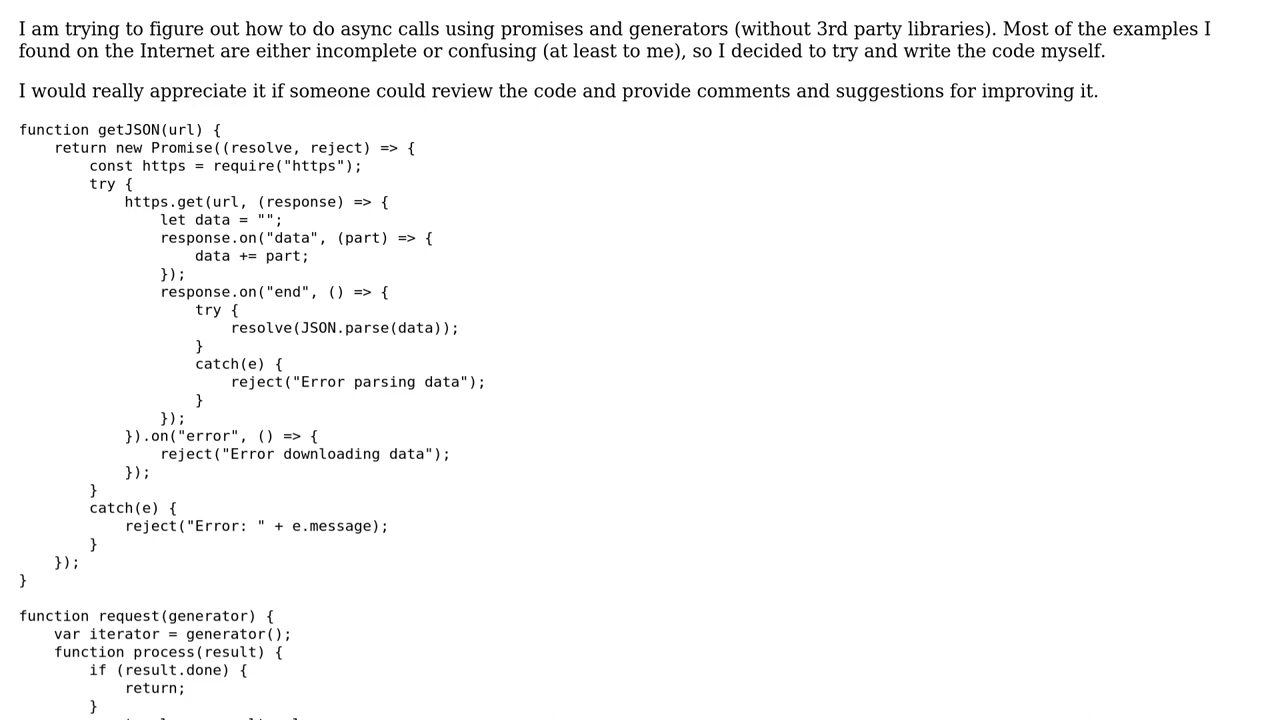 I am trying to figure out how to do async calls using promises and generators (without 3rd party libraries). Most of the examples I
found on the Internet are either incomplete or confusing (at least to me), so I decided to try and write the code myself.
I would really appreciate it if someone could review the code and provide comments and suggestions for improving it.
function getJSON(url) {
    return new Promise((resolve, reject) => {
        const https = require("https");
        try {
            https.get(url, (response) => {
                let data = "";
                response.on("data", (part) => {
                    data += part;
                });
                response.on("end", () => {
                    try {
                        resolve(JSON.parse(data));
                    }
                    catch(e) {
                        reject("Error parsing data");
                    }
                });
            }).on("error", () => {
                reject("Error downloading data");
            });
        }
        catch(e) {
            reject("Error: " + e.message);
        }
    });
}
function request(generator) {
    var iterator = generator();
    function process(result) {
        if (result.done) {
            return;
        }